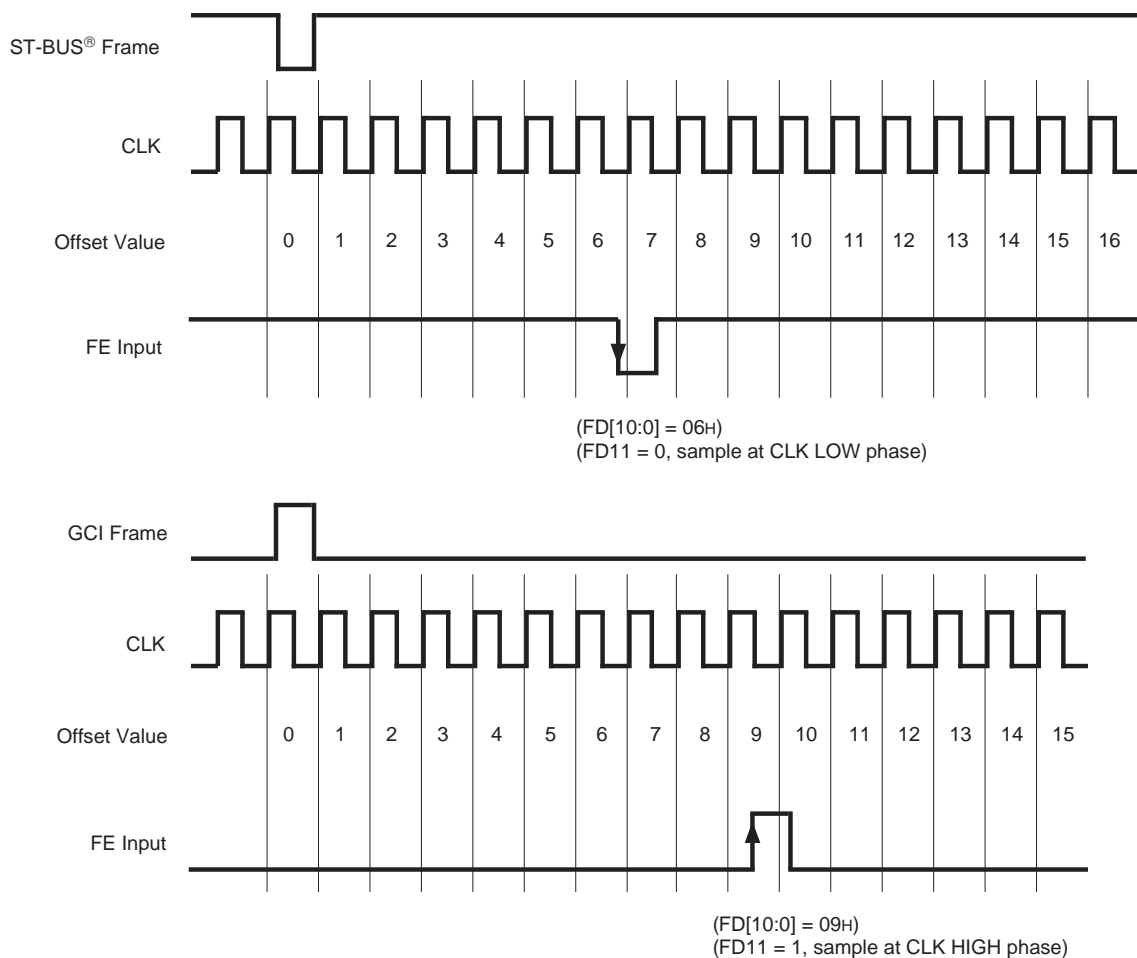 ST-BUS® Frame
CLK
Offset Value 0 1 2 3 4 5 6 7 8 9 10 11 12 13 14 15 16
FE Input
(FD[10:0] = 06H)
(FD11 = 0, sample at CLK LOW phase)
GCI Frame
CLK
Offset Value 0 1 2 3 4 5 6 7 8 9 10 11 12 13 14 15
FE Input
(FD[10:0] = 09H)
(FD11 = 1, sample at CLK HIGH phase)